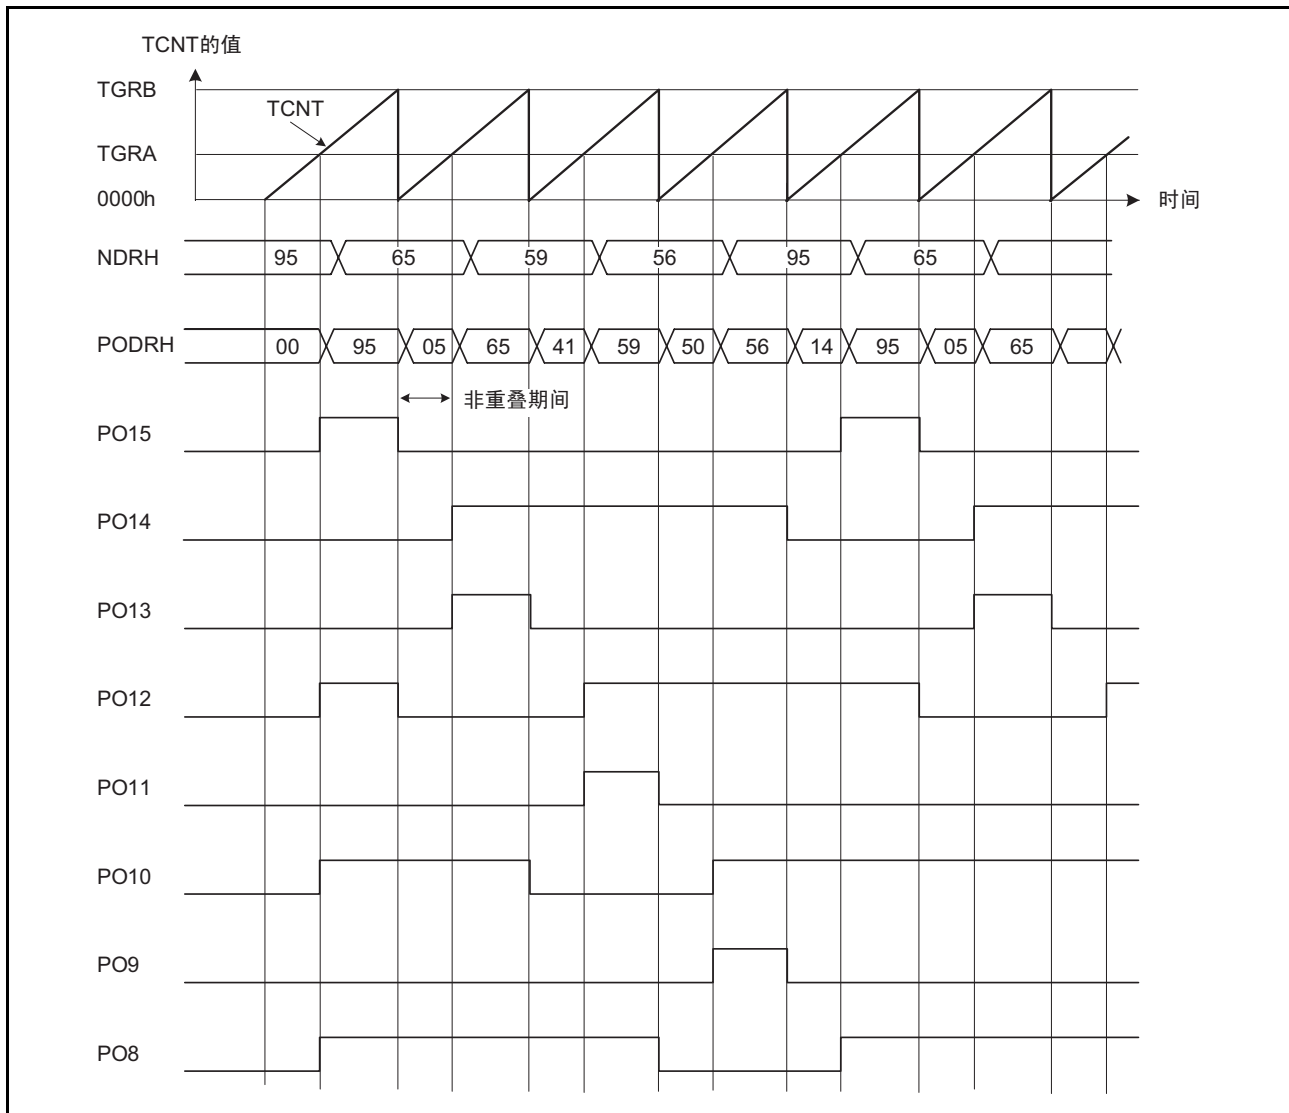 TCNT的值
TGRB
TCNT
TGRA
0000h
时间
NDRH 95 65 59 56 95 65
PODRH 00 95 05 65 41 59 50 56 14 95 05 65
非重叠期间
PO15
PO14
PO13
PO12
PO11
PO10
PO9
PO8